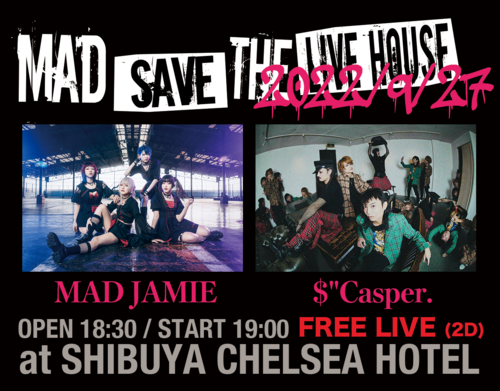 MAD SAVE THE LIVE HOUSE
2022/9/27
MAD JAMIE
$"Casper.
OPEN 18:30 / START 19:00 FREE LIVE (2D)
at SHIBUYA CHELSEA HOTEL